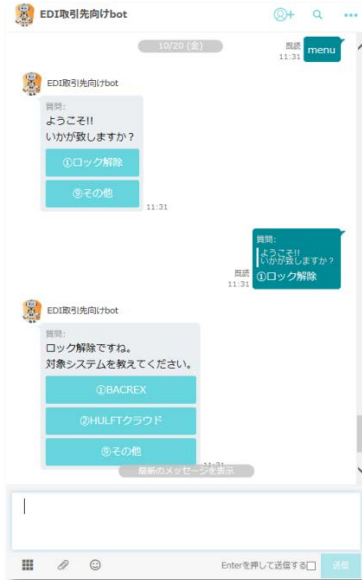 EDI取引先向けbot
10/20 (金)
既読
11:31
menu
EDI取引先向けbot
質問:
ようこそ!!
いかが致しますか？
①ロック解除
⑨その他
11:31
質問:
ようこそ!!
いかが致しますか？
既読
11:31
①ロック解除
EDI取引先向けbot
質問:
ロック解除ですね。
対象システムを教えてください。
①BACREX
②HULFTクラウド
⑨その他
最新のメッセージを表示
Enterを押して送信する
送信